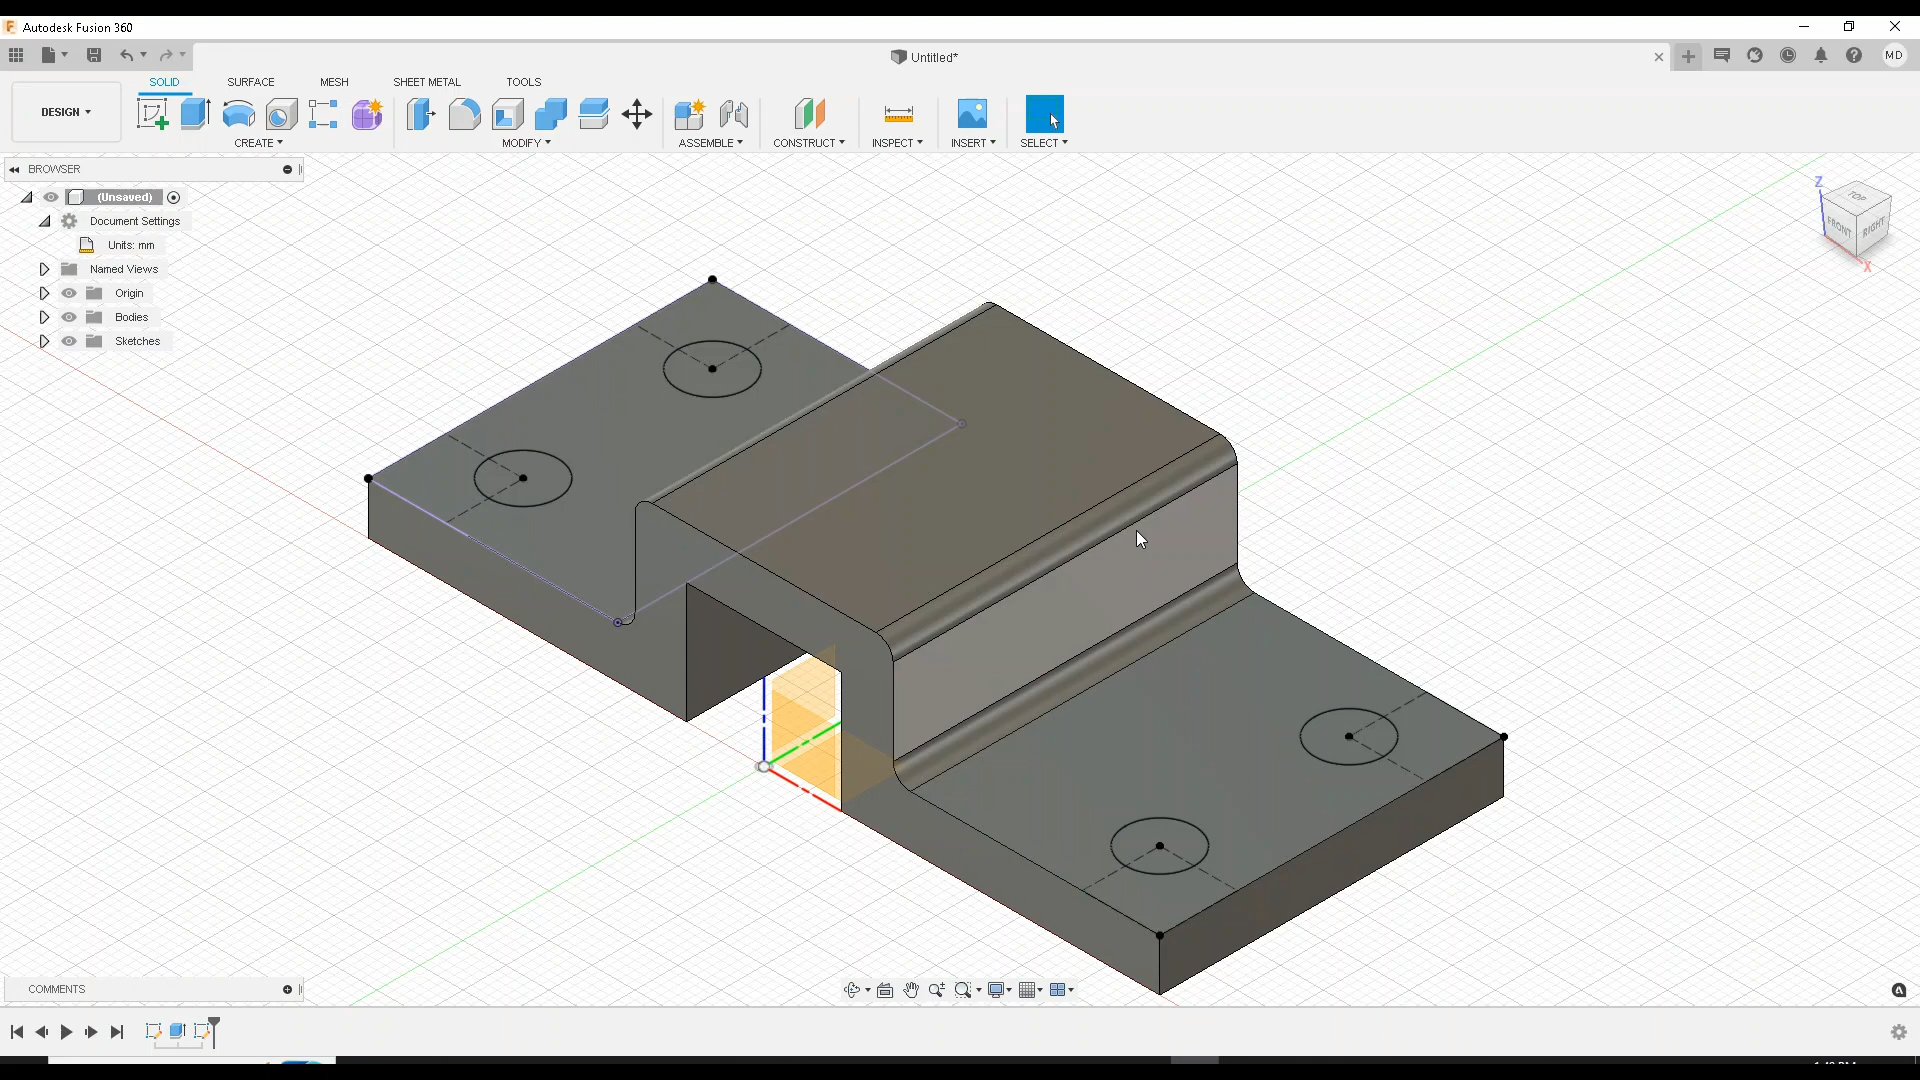 Autodesk Fusion 360
Untitled*
MD
DESIGN
SOLID
SURFACE
MESH
SHEET METAL
TOOLS
CREATE
MODIFY
ASSEMBLE
CONSTRUCT
INSPECT
INSERT
SELECT
BROWSER
(Unsaved)
Document Settings
Units: mm
Named Views
Origin
Bodies
Sketches
Z
TOP
FRONT
RIGHT
X
COMMENTS